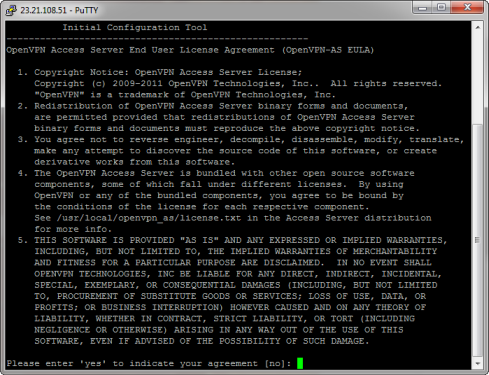 23.21.108.51 - PuTTY
Initial Configuration Tool
------------------------------------------------------
OpenVPN Access Server End User License Agreement (OpenVPN-AS EULA)
1. Copyright Notice: OpenVPN Access Server License;
Copyright (c) 2009-2011 OpenVPN Technologies, Inc.. All rights reserved.
"OpenVPN" is a trademark of OpenVPN Technologies, Inc.
2. Redistribution of OpenVPN Access Server binary forms and documents,
are permitted provided that redistributions of OpenVPN Access Server
binary forms and documents must reproduce the above copyright notice.
3. You agree not to reverse engineer, decompile, disassemble, modify, translate,
make any attempt to discover the source code of this software, or create
derivative works from this software.
4. The OpenVPN Access Server is bundled with other open source software
components, some of which fall under different licenses. By using
OpenVPN or any of the bundled components, you agree to be bound by
the conditions of the license for each respective component.
See /usr/local/openvpn_as/license.txt in the Access Server distribution
for more info.
5. THIS SOFTWARE IS PROVIDED "AS IS" AND ANY EXPRESSED OR IMPLIED WARRANTIES,
INCLUDING, BUT NOT LIMITED TO, THE IMPLIED WARRANTIES OF MERCHANTABILITY
AND FITNESS FOR A PARTICULAR PURPOSE ARE DISCLAIMED. IN NO EVENT SHALL
OPENVPN TECHNOLOGIES, INC BE LIABLE FOR ANY DIRECT, INDIRECT, INCIDENTAL,
SPECIAL, EXEMPLARY, OR CONSEQUENTIAL DAMAGES (INCLUDING, BUT NOT LIMITED
TO, PROCUREMENT OF SUBSTITUTE GOODS OR SERVICES; LOSS OF USE, DATA, OR
PROFITS; OR BUSINESS INTERRUPTION) HOWEVER CAUSED AND ON ANY THEORY OF
LIABILITY, WHETHER IN CONTRACT, STRICT LIABILITY, OR TORT (INCLUDING
NEGLIGENCE OR OTHERWISE) ARISING IN ANY WAY OUT OF THE USE OF THIS
SOFTWARE, EVEN IF ADVISED OF THE POSSIBILITY OF SUCH DAMAGE.
Please enter 'yes' to indicate your agreement [no]: